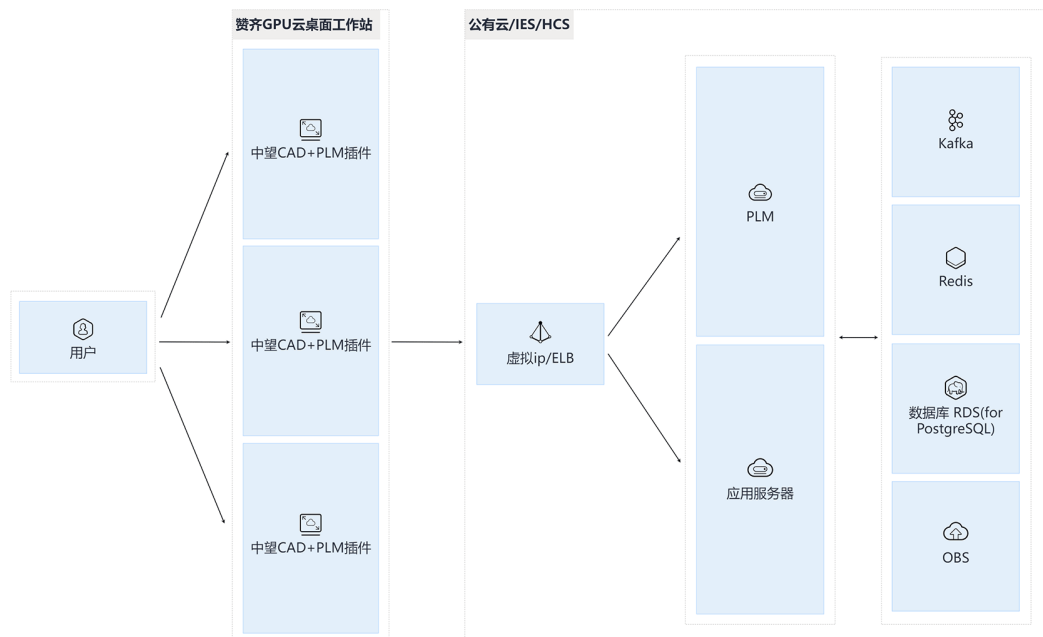 赞齐GPU云桌面工作站
公有云/IES/HCS
用户
中望CAD+PLM插件
中望CAD+PLM插件
中望CAD+PLM插件
虚拟ip/ELB
PLM
应用服务器
Kafka
Redis
数据库 RDS(for
PostgreSQL)
OBS